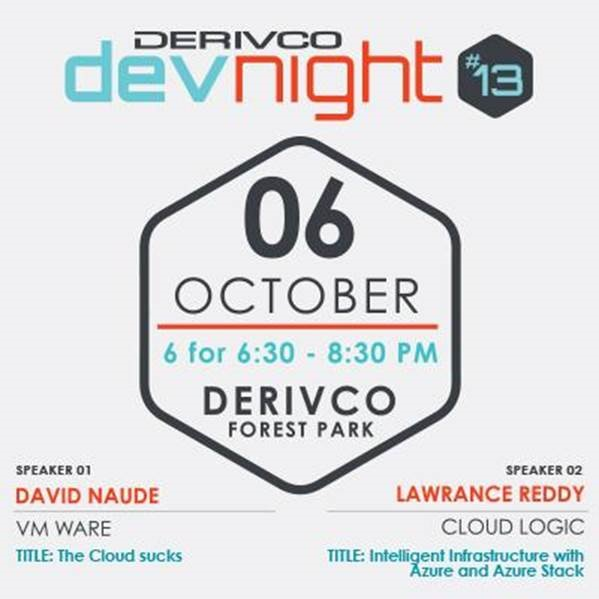 DERIVCO
devnight #13
06
OCTOBER
6 for 6:30 - 8:30 PM
DERIVCO
FOREST PARK
SPEAKER 01
DAVID NAUDE
VM WARE
TITLE: The Cloud sucks
SPEAKER 02
LAWRANCE REDDY
CLOUD LOGIC
TITLE: Intelligent Infrastructure with
Azure and Azure Stack